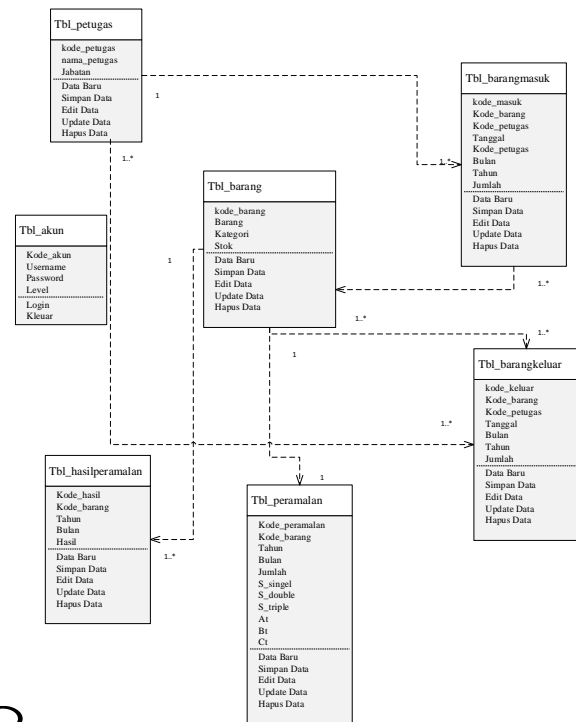 Tbl_petugas
kode_petugas
nama_petugas
Jabatan
Data Baru
Simpan Data
Edit Data
Update Data
Hapus Data
1
1..*
1..*
Tbl_barangmasuk
kode_masuk
Kode_barang
Kode_petugas
Tanggal
Kode_petugas
Bulan
Tahun
Jumlah
Data Baru
Simpan Data
Edit Data
Update Data
Hapus Data
Tbl_barang
kode_barang
Barang
Kategori
Stok
Data Baru
Simpan Data
Edit Data
Update Data
Hapus Data
Tbl_akun
Kode_akun
Username
Password
Level
Login
Kleuar
1
1..*
1..*
1..*
1
Tbl_barangkeluar
kode_keluar
Kode_barang
Kode_petugas
Tanggal
Bulan
Tahun
Jumlah
Data Baru
Simpan Data
Edit Data
Update Data
Hapus Data
1..*
Tbl_hasilperamalan
Kode_hasil
Kode_barang
Tahun
Bulan
Hasil
Data Baru
Simpan Data
Edit Data
Update Data
Hapus Data
1..*
1
Tbl_peramalan
Kode_peramalan
Kode_barang
Tahun
Bulan
Jumlah
S_singel
S_double
S_triple
At
Bt
Ct
Data Baru
Simpan Data
Edit Data
Update Data
Hapus Data